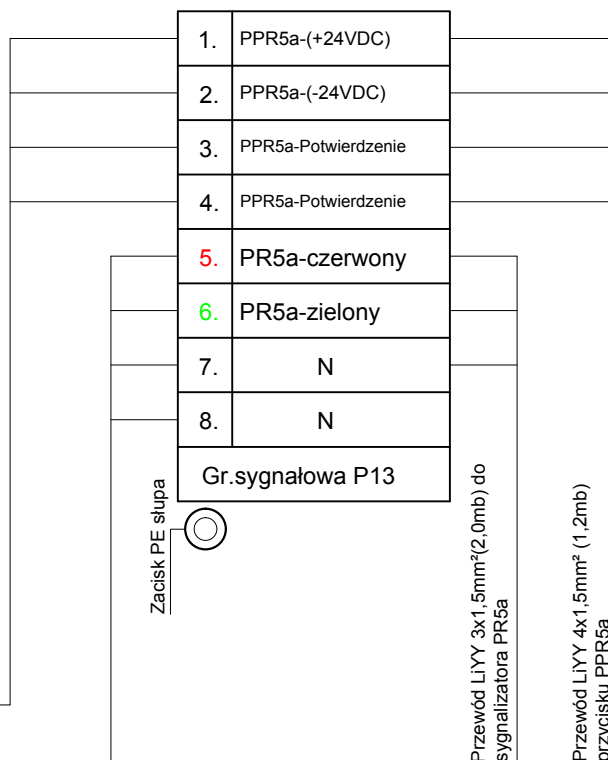 1. PPR5a-(+24VDC)
2. PPR5a-(-24VDC)
3. PPR5a-Potwierdzenie
4. PPR5a-Potwierdzenie
5. PR5a-czerwony
6. PR5a-zielony
7. N
8. N
Gr.sygnałowa P13
Zacisk PE słupa
Przewód LiYY 3x1,5mm²(2,0mb) do
sygnalizatora PR5a
Przewód LiYY 4x1,5mm² (1,2mb)
przycisku PPR5a